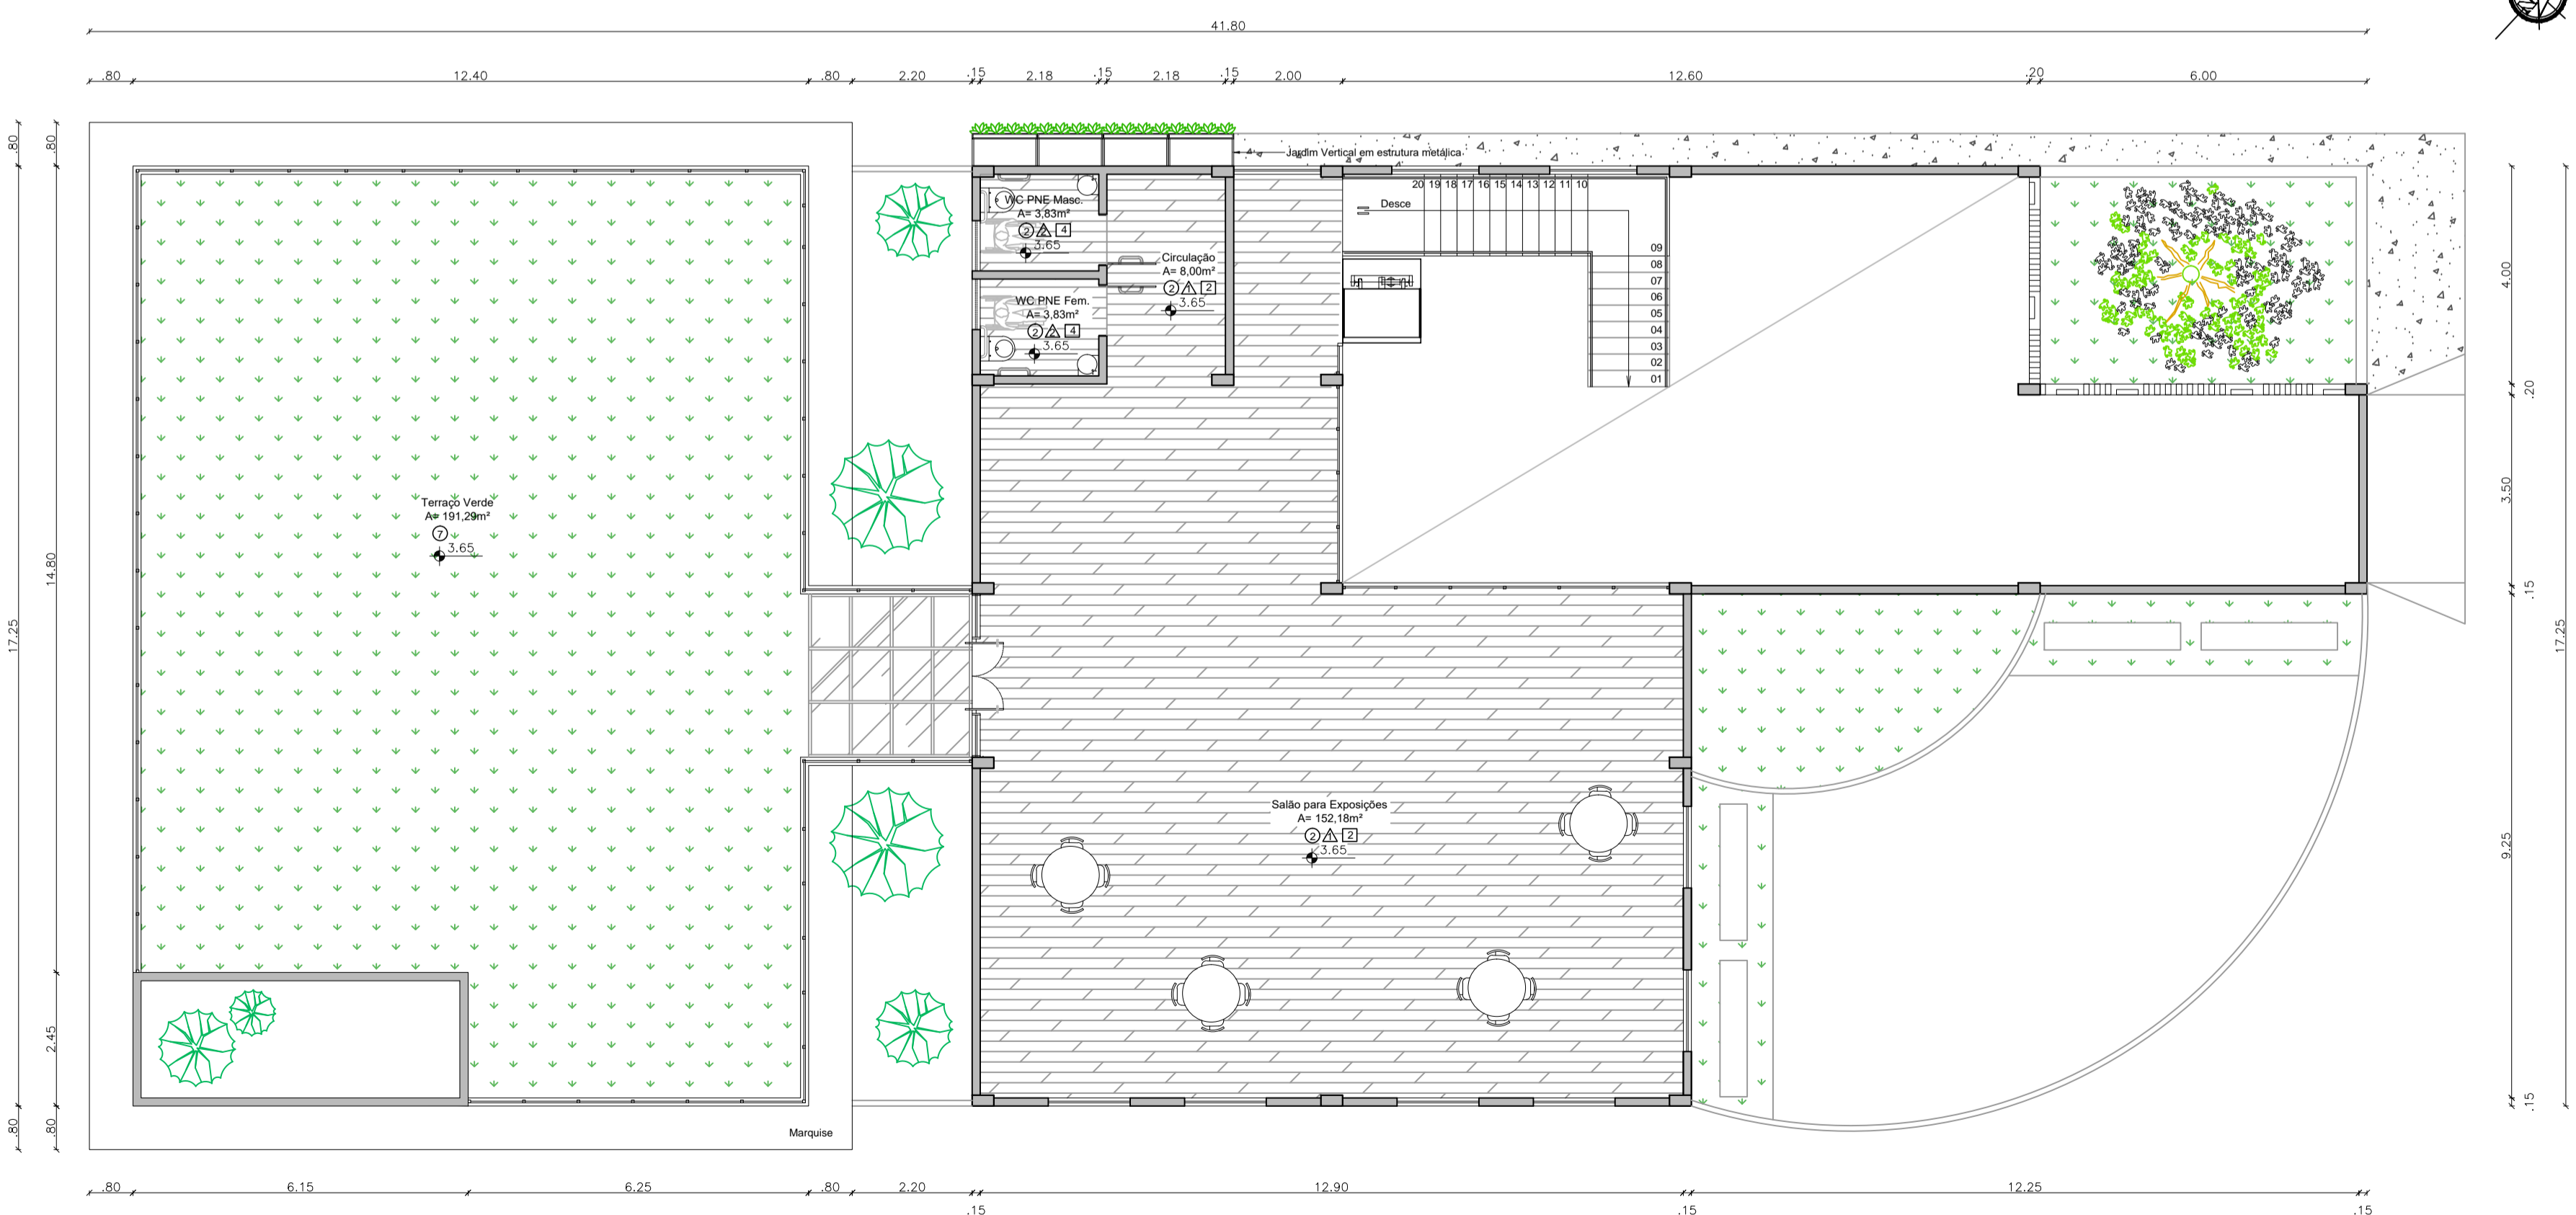 41.80
.80 12.40 .80 2.20 .15 2.18 .15 2.18 .15 2.00 12.60 .20 6.00
.80
.80
14.80
17.25
2.45
.80
.80
Jardim Vertical em estrutura metálica
WC PNE Masc.
A= 3,83m²
2 2 4
3.65
Circulação
A= 8,00m²
2 1 2
3.65
WC PNE Fem.
A= 3,83m²
2 2 4
3.65
20 19 18 17 16 15 14 13 12 11 10
Desce
09
08
07
06
05
04
03
02
01
Terraço Verde
A= 191,29m²
7
3.65
Salão para Exposições
A= 152,18m²
2 1 2
3.65
Marquise
4.00
.20
3.50
.15
17.25
9.25
.15
.80 6.15 6.25 .80 2.20 12.90 12.25
.15 .15 .15